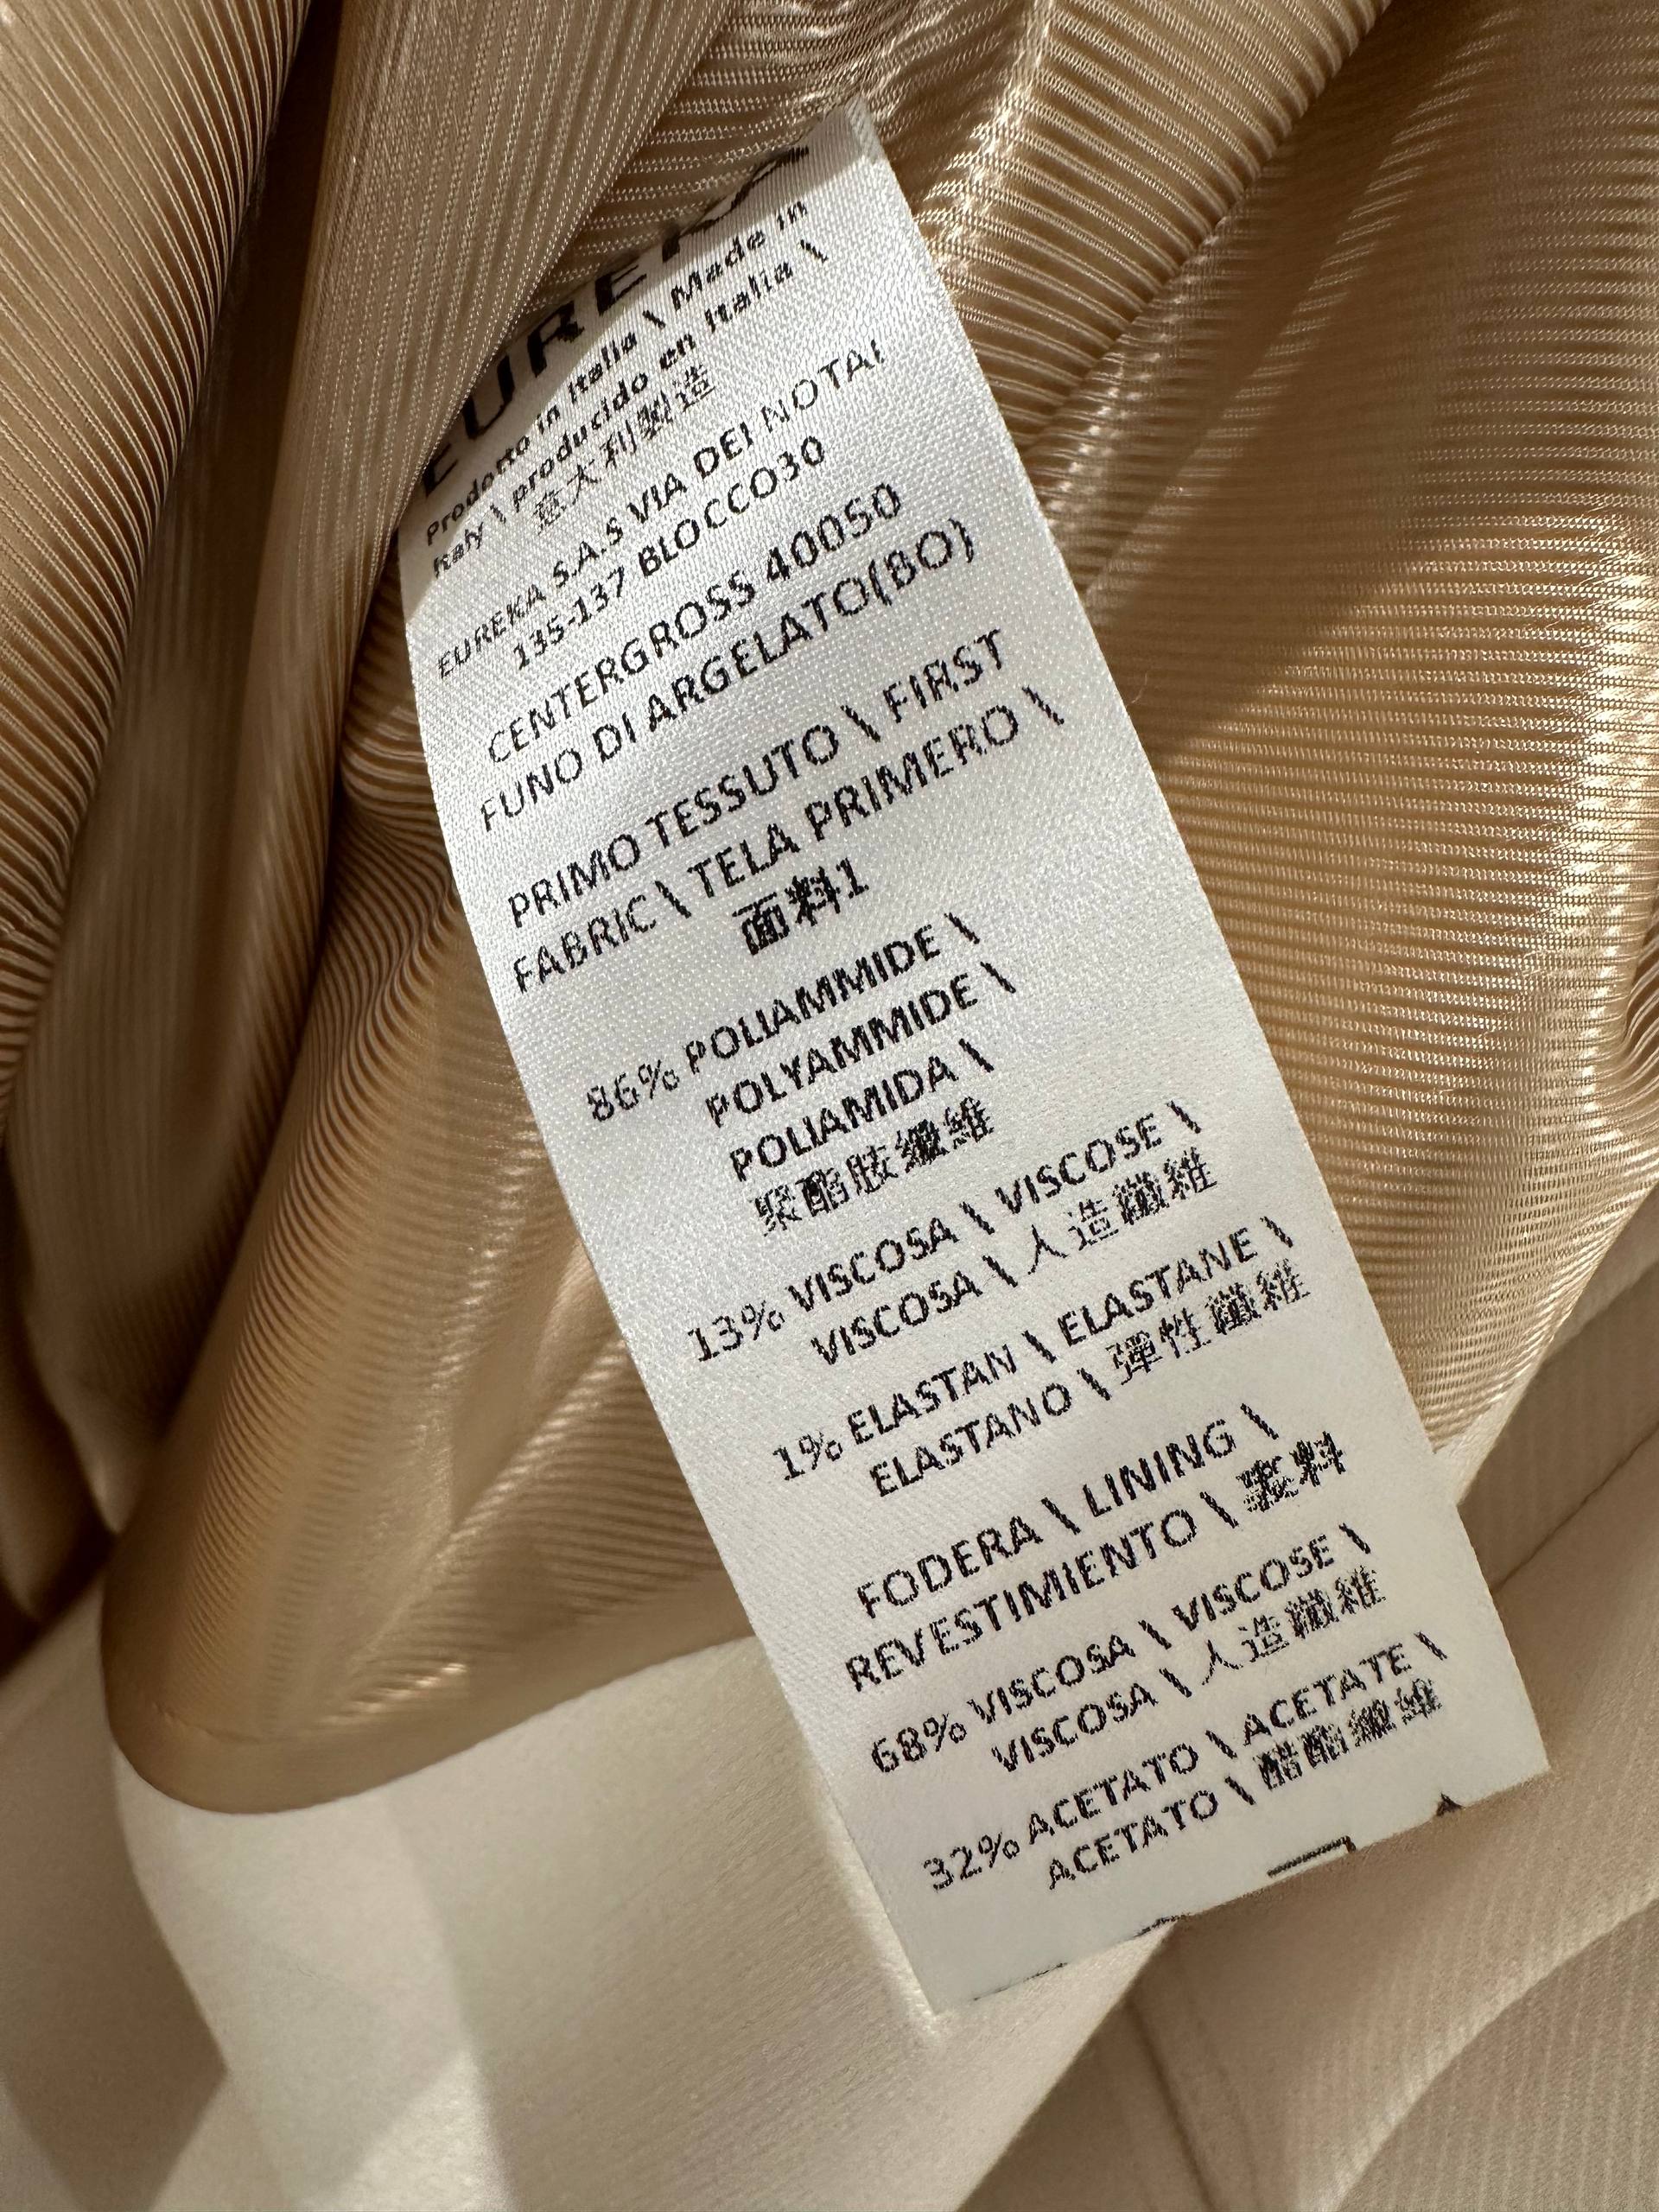 EUREKA
Prodotto in Italia \ Made in
Italy \ producido en Italia \
意大利製造
EUREKA S.A.S VIA DEI NOTAI
135-137 BLOCCO30
CENTERGROSS 40050
FUNO DI ARGELATO(BO)
PRIMO TESSUTO \ FIRST
FABRIC \ TELA PRIMERO \
面料1
86% POLIAMMIDE \
POLYAMMIDE \
POLIAMIDA \
聚酯胺纖維
13% VISCOSA \ VISCOSE \
VISCOSA \ 人造纖維
1% ELASTAN \ ELASTANE \
ELASTANO \ 彈性纖維
FODERA \ LINING \
REVESTIMIENTO \
68% VISCOSA \ VISCOSE \
VISCOSA \ 人造纖維
32% ACETATO \ ACETATE \
ACETATO \ 醋酯纖維